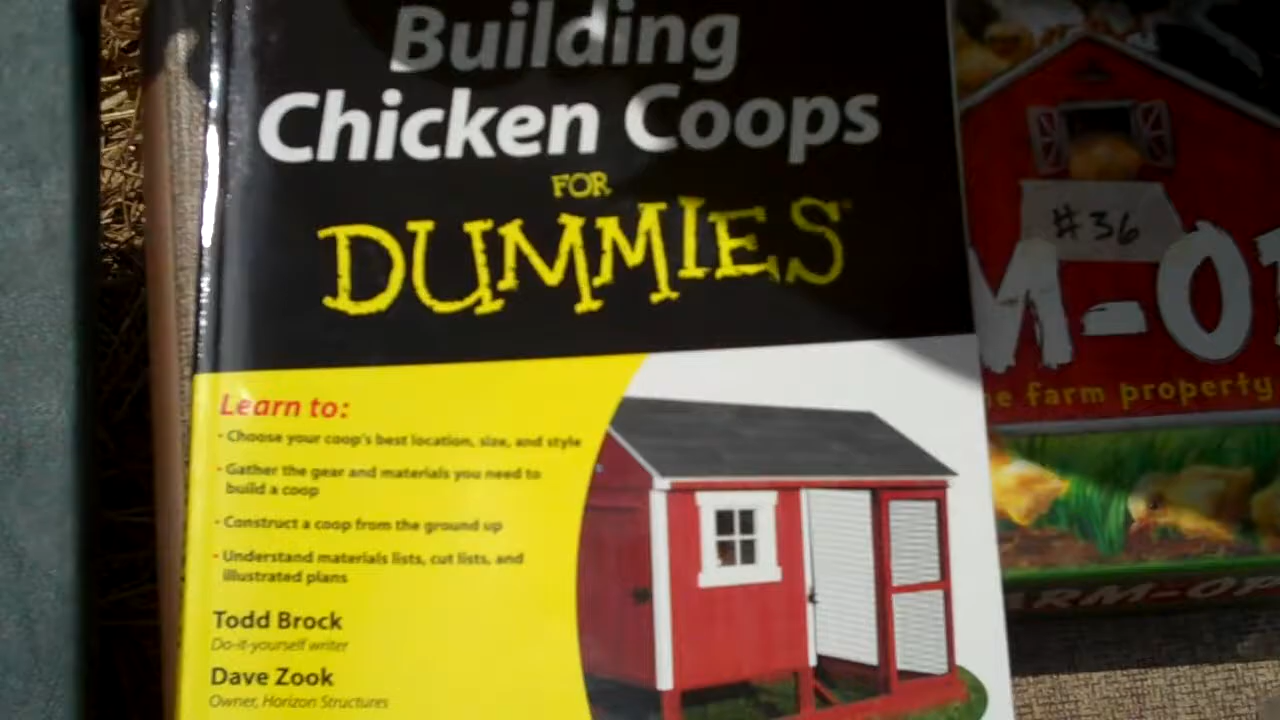 Building
Chicken Coops
FOR
DUMMIES
Learn to:
• Choose your coop's best location, size, and style
• Gather the gear and materials you need to
build a coop
• Construct a coop from the ground up
• Understand materials lists, cut lists, and
illustrated plans
Todd Brock
Do-it-yourself writer
Dave Zook
Owner, Horizon Structures
#36
M-O
farm property
ARM-OP